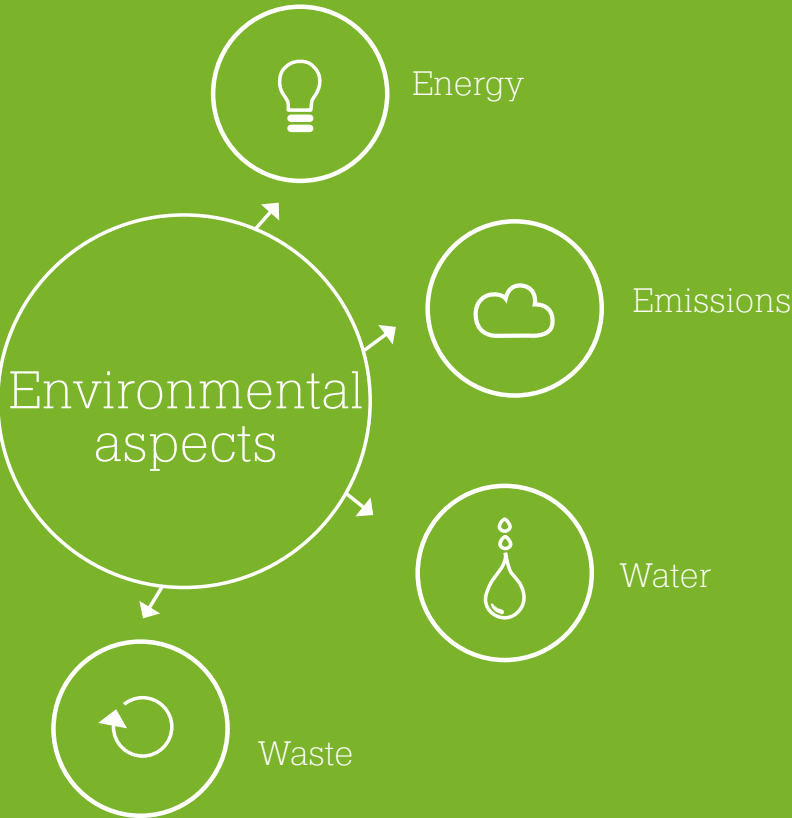 Energy
Emissions
Environmental
aspects
Water
Waste